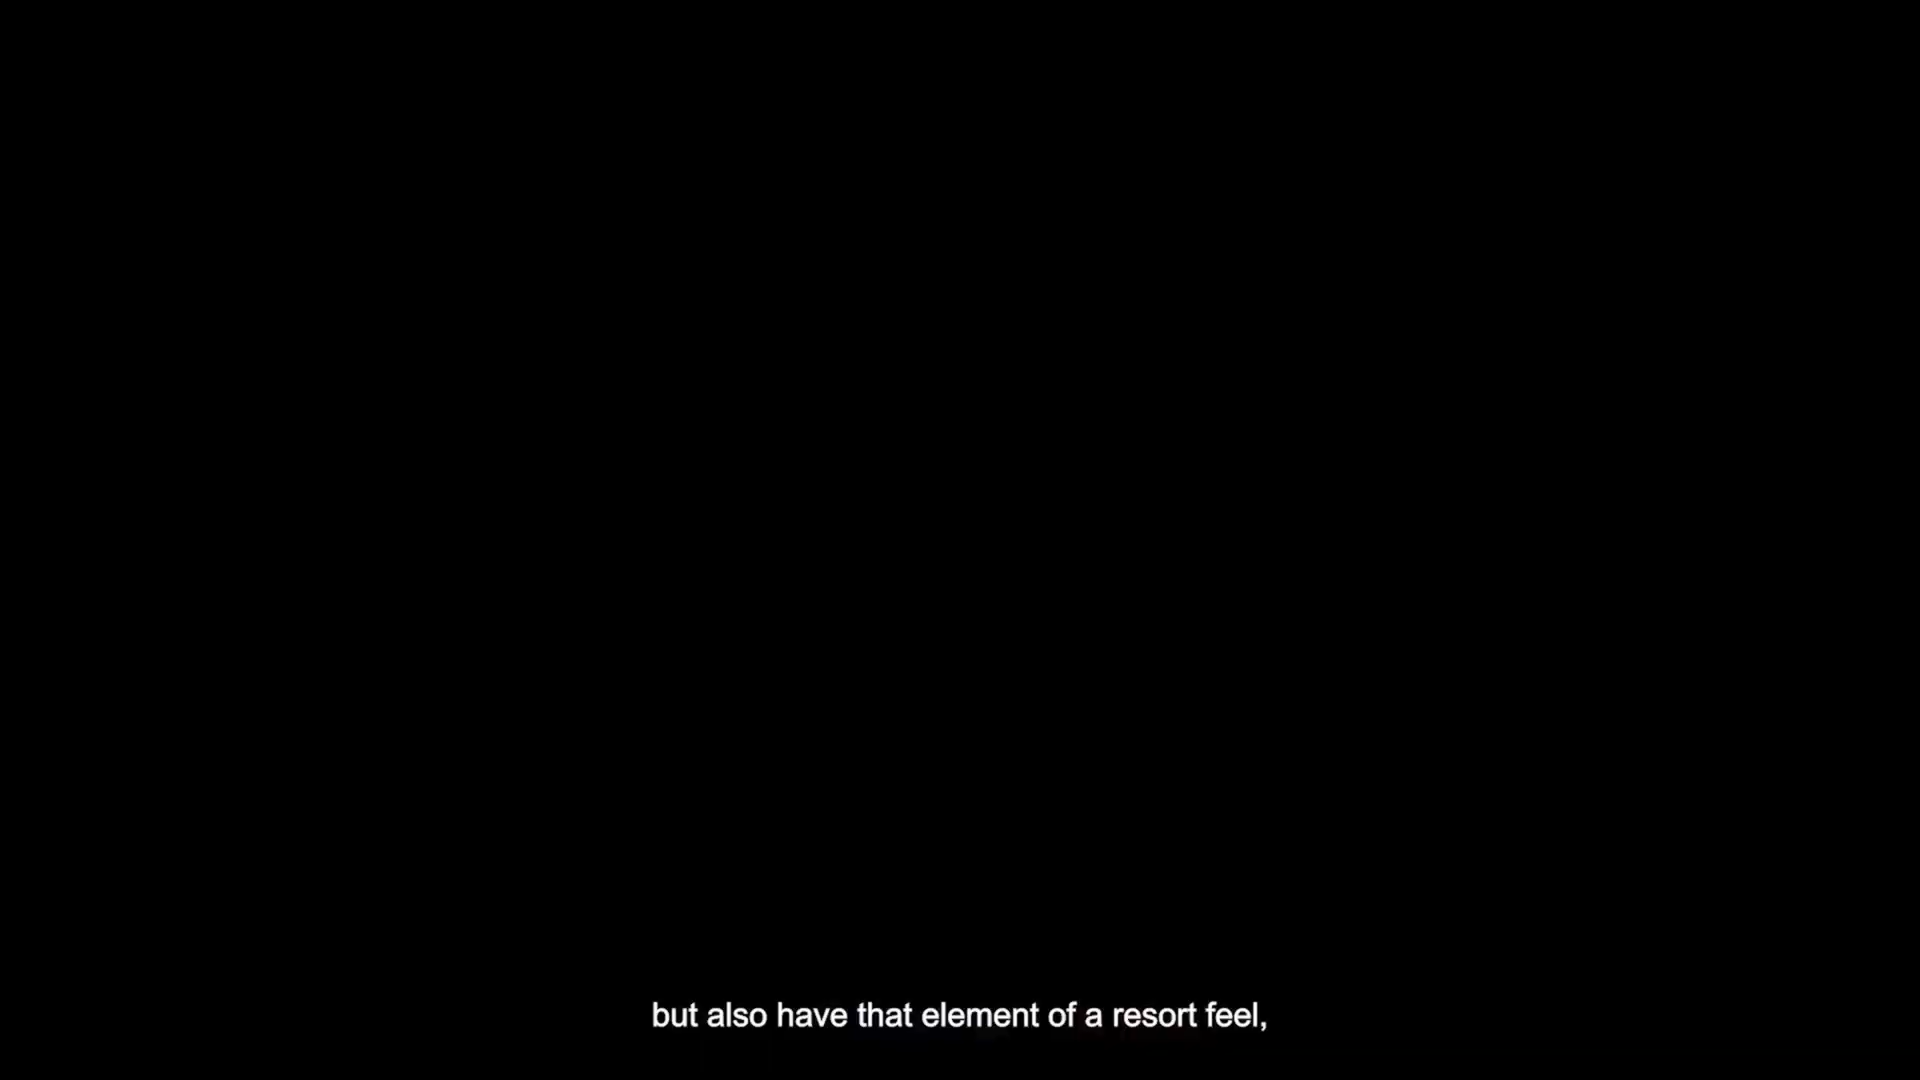 but also have that element of a resort feel,